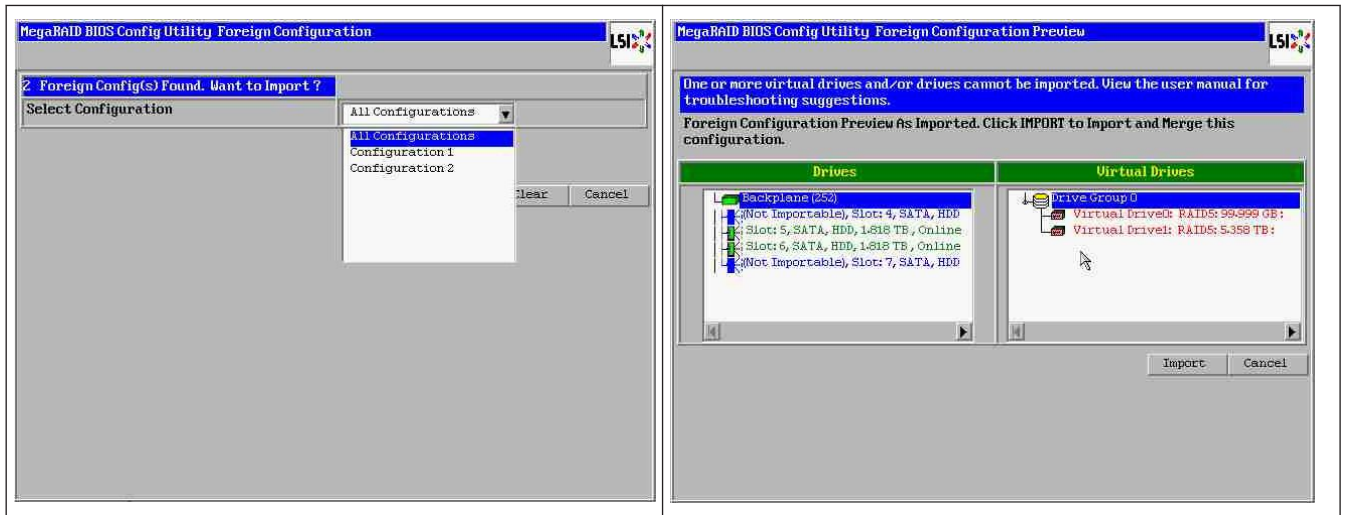 MegaRAID BIOS Config Utility Foreign Configuration
LSI
2 Foreign Config(s) Found. Want to Import ?
Select Configuration
All Configurations
All Configurations
Configuration 1
Configuration 2
Clear
Cancel
MegaRAID BIOS Config Utility Foreign Configuration Preview
LSI
One or more virtual drives and/or drives cannot be imported. View the user manual for
troubleshooting suggestions.
Foreign Configuration Preview As Imported. Click IMPORT to Import and Merge this
configuration.
Drives
Backplane (252)
(Not Importable), Slot: 4, SATA, HDD
Slot: 5, SATA, HDD, 1.818 TB, Online
Slot: 6, SATA, HDD, 1.818 TB, Online
(Not Importable), Slot: 7, SATA, HDD
Virtual Drives
Drive Group 0
Virtual Drive0: RAID5: 99.999 GB:
Virtual Drive1: RAID5: 5.358 TB:
Import
Cancel